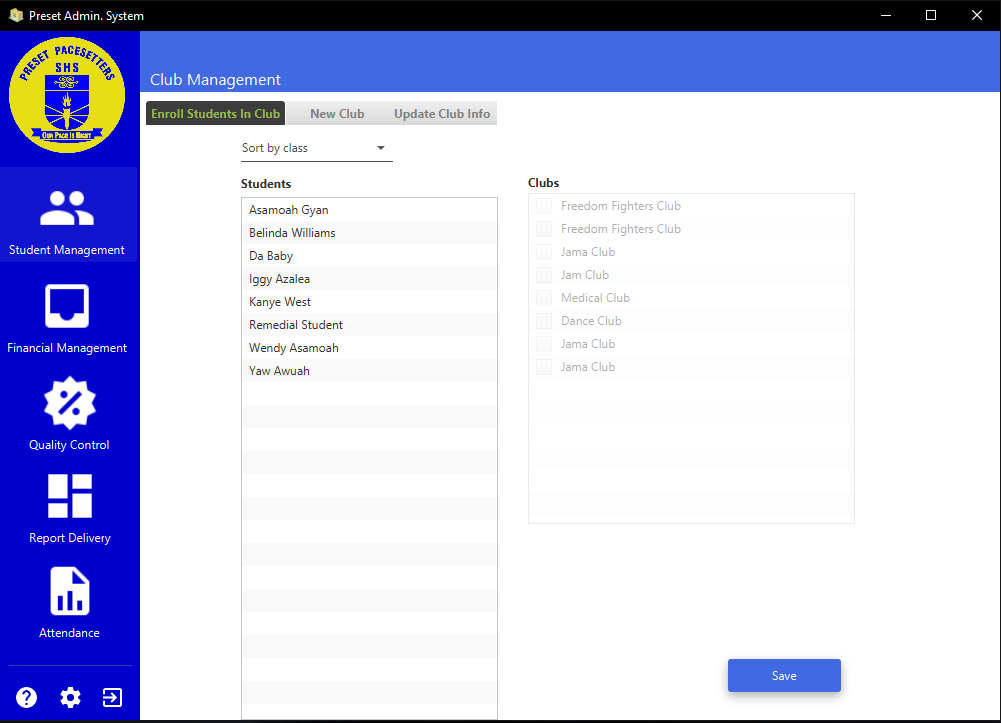 Preset Admin. System
PRESET PACESETTERS
SHS
OUR PACE IS MIGHT
Club Management
Enroll Students In Club
New Club
Update Club Info
Sort by class
Students
Asamoah Gyan
Belinda Williams
Da Baby
Iggy Azalea
Kanye West
Remedial Student
Wendy Asamoah
Yaw Awuah
Clubs
Freedom Fighters Club
Freedom Fighters Club
Jama Club
Jam Club
Medical Club
Dance Club
Jama Club
Jama Club
Save
Student Management
Financial Management
Quality Control
Report Delivery
Attendance